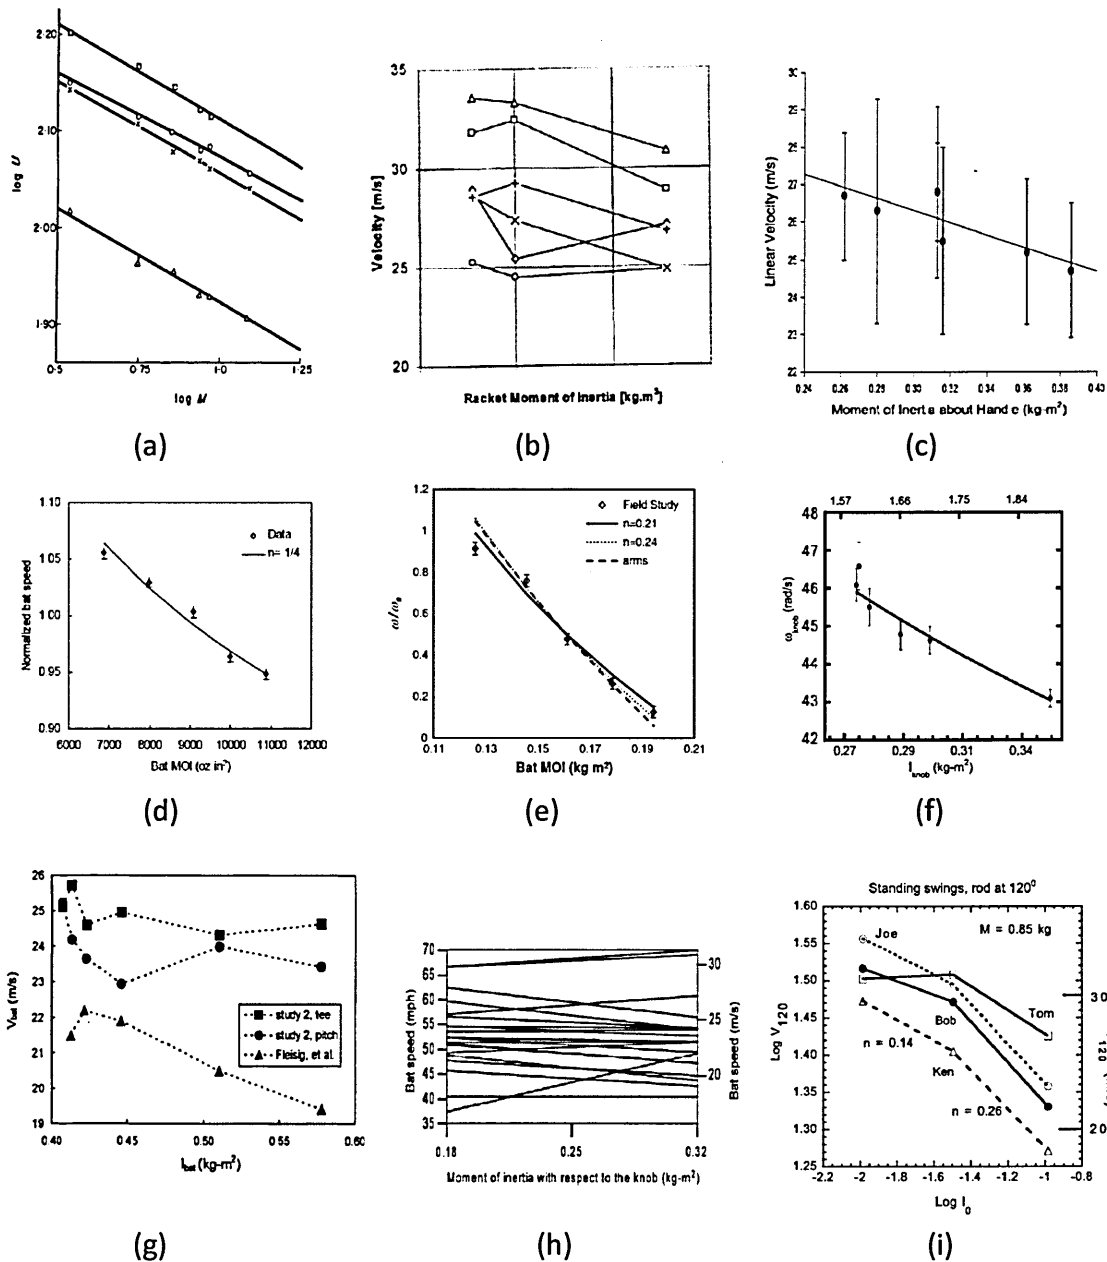 2·20
2·10
2·00
1·90
log U
0·5
0·75
1·0
1·25
log M
(a)
35
30
25
20
Velocity [m/s]
Racket Moment of Inertia [kg.m³]
(b)
29
28
27
26
25
24
23
Linear Velocity (m/s)
0.24 0.26 0.30 0.34 0.36 0.40
Moment of Inertia about Handle (kg-m²)
(c)
1.10
1.05
1.00
0.95
0.90
Normalized bat speed
Data
n= 1/4
6000 7000 8000 9000 10000 11000 12000
Bat MOI (oz in²)
(d)
1.2
1
0.8
0.6
0.4
0.2
0
ω/ω₀
Field Study
n=0.21
n=0.24
arms
0.11 0.13 0.15 0.17 0.19 0.21
Bat MOI (kg m²)
(e)
1.57 1.66 1.75 1.84
48
47
46
45
44
43
42
ω knob (rad/s)
0.27 0.29 0.31 0.34
I knob (kg-m²)
(f)
26
25
24
23
22
21
20
19
V bat (m/s)
study 2, tee
study 2, pitch
Fleisig, et al.
0.40 0.45 0.50 0.55 0.60
I bat (kg-m²)
(g)
70
65
60
55
50
45
40
35
Bat speed (mph)
30
25
20
Bat speed (m/s)
0.18 0.25 0.32
Moment of inertia with respect to the knob (kg-m²)
(h)
Standing swings, rod at 120⁰
1.60
1.55
1.50
1.45
1.40
1.35
1.30
1.25
Log V120
Joe
M = 0.85 kg
Tom
Bob
n = 0.14
Ken
n = 0.26
-2.2 -2 -1.8 -1.6 -1.4 -1.2 -1 -0.8
Log I₀
(i)